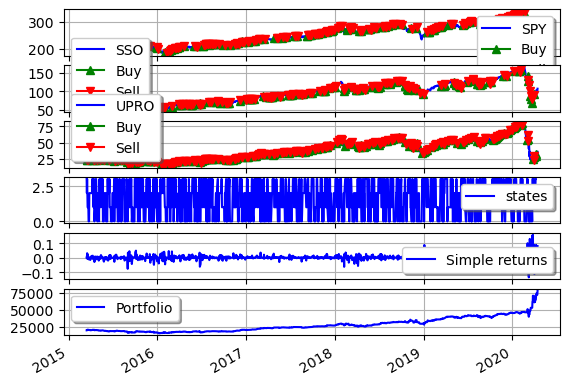 300
200
SPY
Buy
SSO
Buy
Sell
150
100
50
UPRO
Buy
Sell
75
50
25
2.5
0.0
states
0.1
0.0
−0.1
Simple returns
75000
50000
25000
Portfolio
2015 2016 2017 2018 2019 2020